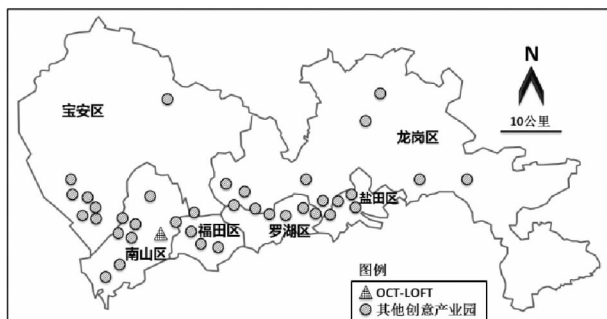 N
10公里
宝安区
龙岗区
盐田区
福田区
罗湖区
南山区
图例
OCT-LOFT
其他创意产业园